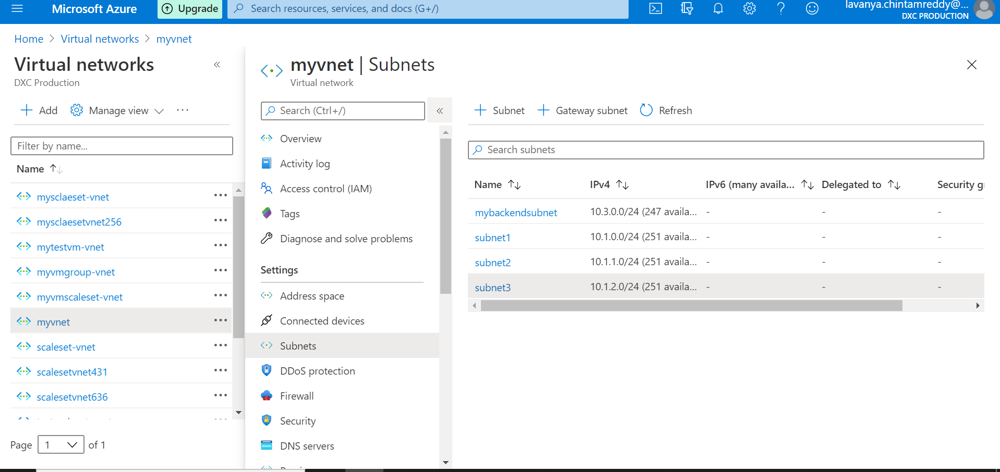 Microsoft Azure
Upgrade
Search resources, services, and docs (G+/)
lavanya.chintamreddy@...
DXC PRODUCTION
Home > Virtual networks > myvnet
Virtual networks
DXC Production
Add
Manage view
Filter by name...
Name
mysclaeset-vnet
mysclaesetvnet256
mytestvm-vnet
myvmgroup-vnet
myvmscaleset-vnet
myvnet
scaleset-vnet
scalesetvnet431
scalesetvnet636
Page 1 of 1
myvnet | Subnets
Virtual network
Search (Ctrl+/)
Overview
Activity log
Access control (IAM)
Tags
Diagnose and solve problems
Settings
Address space
Connected devices
Subnets
DDoS protection
Firewall
Security
DNS servers
Subnet
Gateway subnet
Refresh
Search subnets
Name IPv4 IPv6 (many availa... Delegated to Security g
mybackendsubnet 10.3.0.0/24 (247 availa... - - -
subnet1 10.1.0.0/24 (251 availa... - - -
subnet2 10.1.1.0/24 (251 availa... - - -
subnet3 10.1.2.0/24 (251 availa... - - -